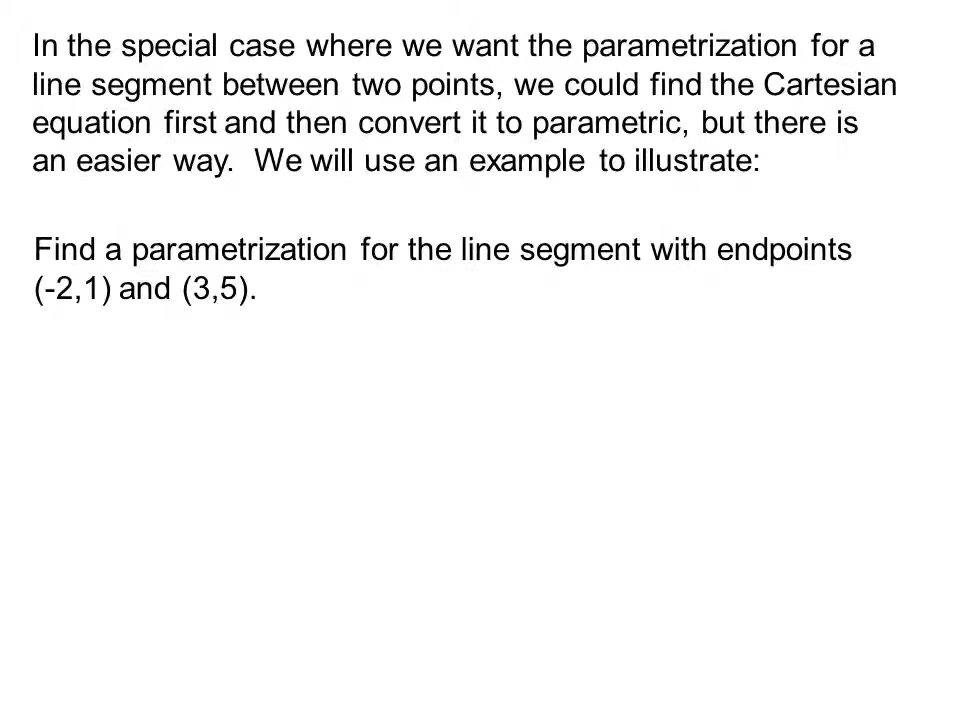 In the special case where we want the parametrization for a
line segment between two points, we could find the Cartesian
equation first and then convert it to parametric, but there is
an easier way.  We will use an example to illustrate:
Find a parametrization for the line segment with endpoints
(-2,1) and (3,5).